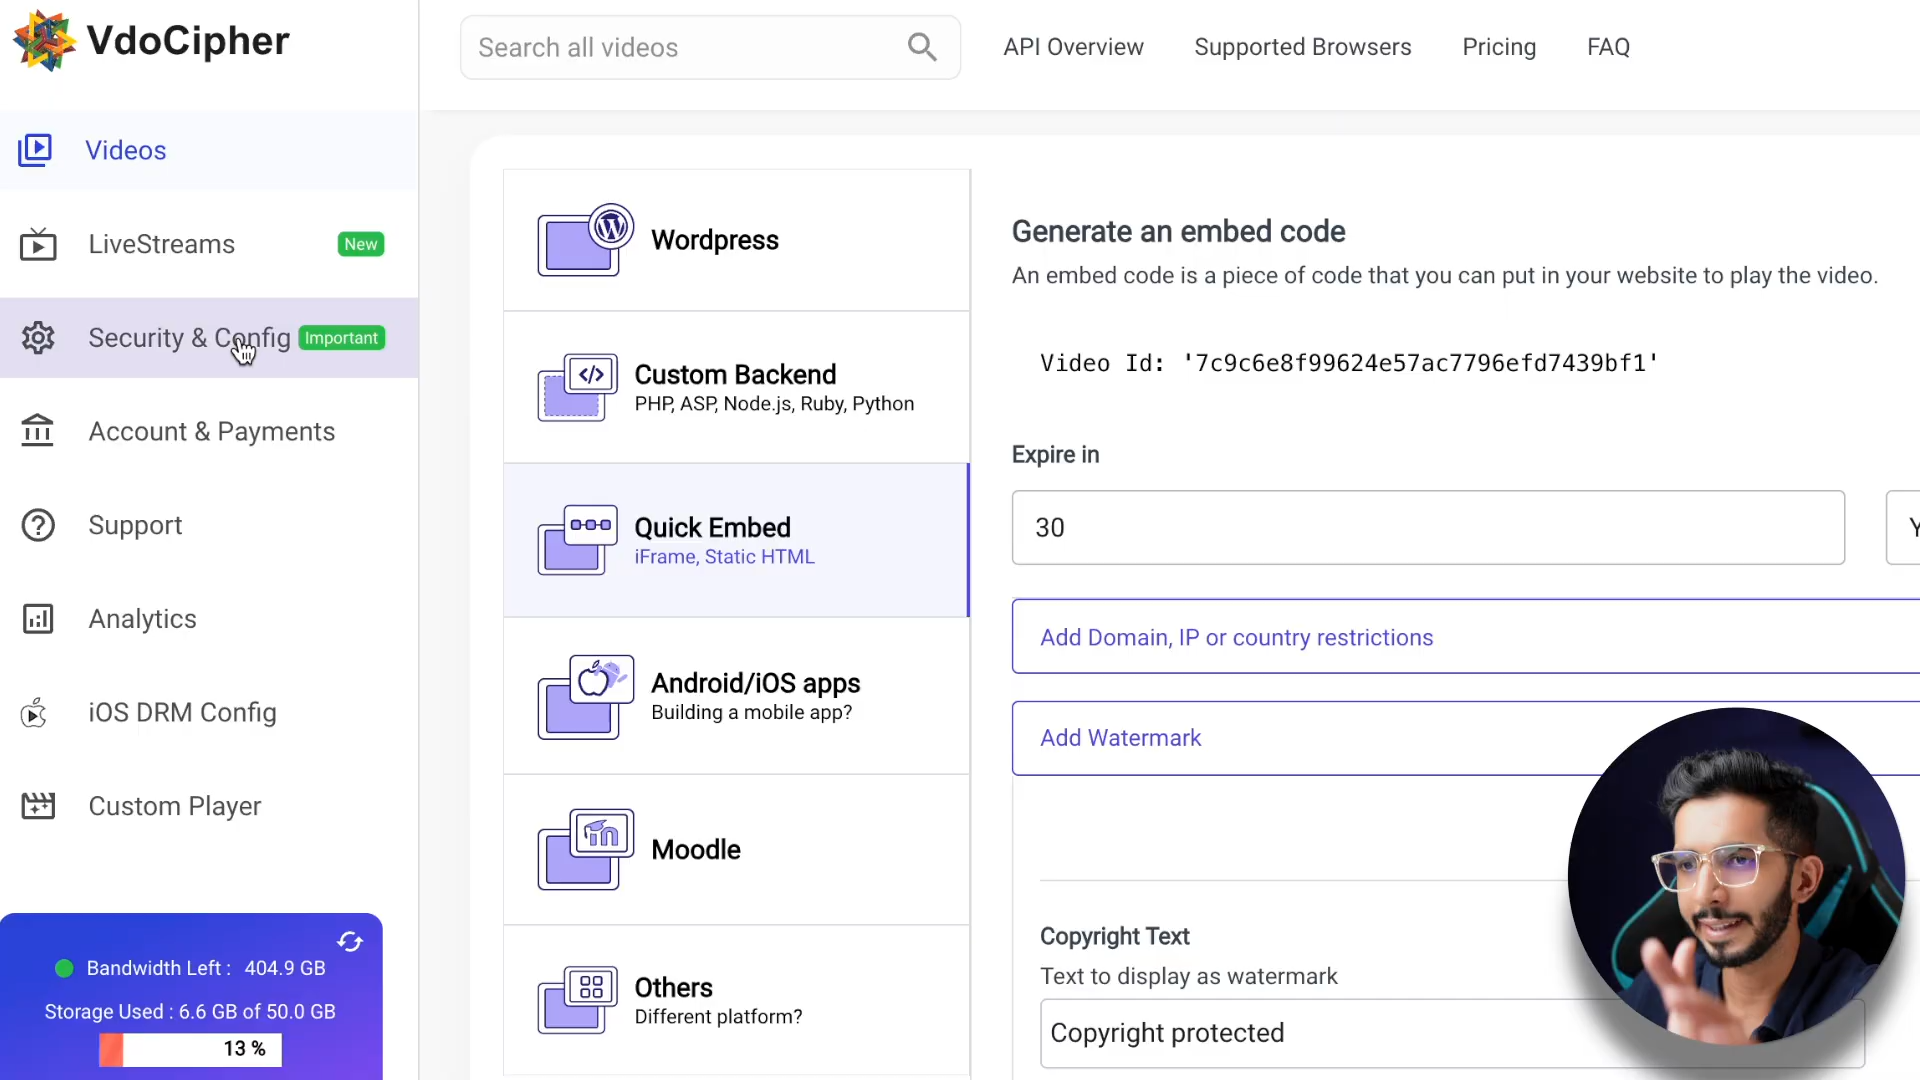 VdoCipher
Search all videos
API Overview
Supported Browsers
Pricing
FAQ
Videos
LiveStreams
New
Security & Config
Important
Account & Payments
Support
Analytics
iOS DRM Config
Custom Player
Bandwidth Left : 404.9 GB
Storage Used : 6.6 GB of 50.0 GB
13 %
Wordpress
Custom Backend
PHP, ASP, Node.js, Ruby, Python
Quick Embed
iFrame, Static HTML
Android/iOS apps
Building a mobile app?
Moodle
Others
Different platform?
Generate an embed code
An embed code is a piece of code that you can put in your website to play the video.
Video Id: '7c9c6e8f99624e57ac7796efd7439bf1'
Expire in
30
Add Domain, IP or country restrictions
Add Watermark
Copyright Text
Text to display as watermark
Copyright protected